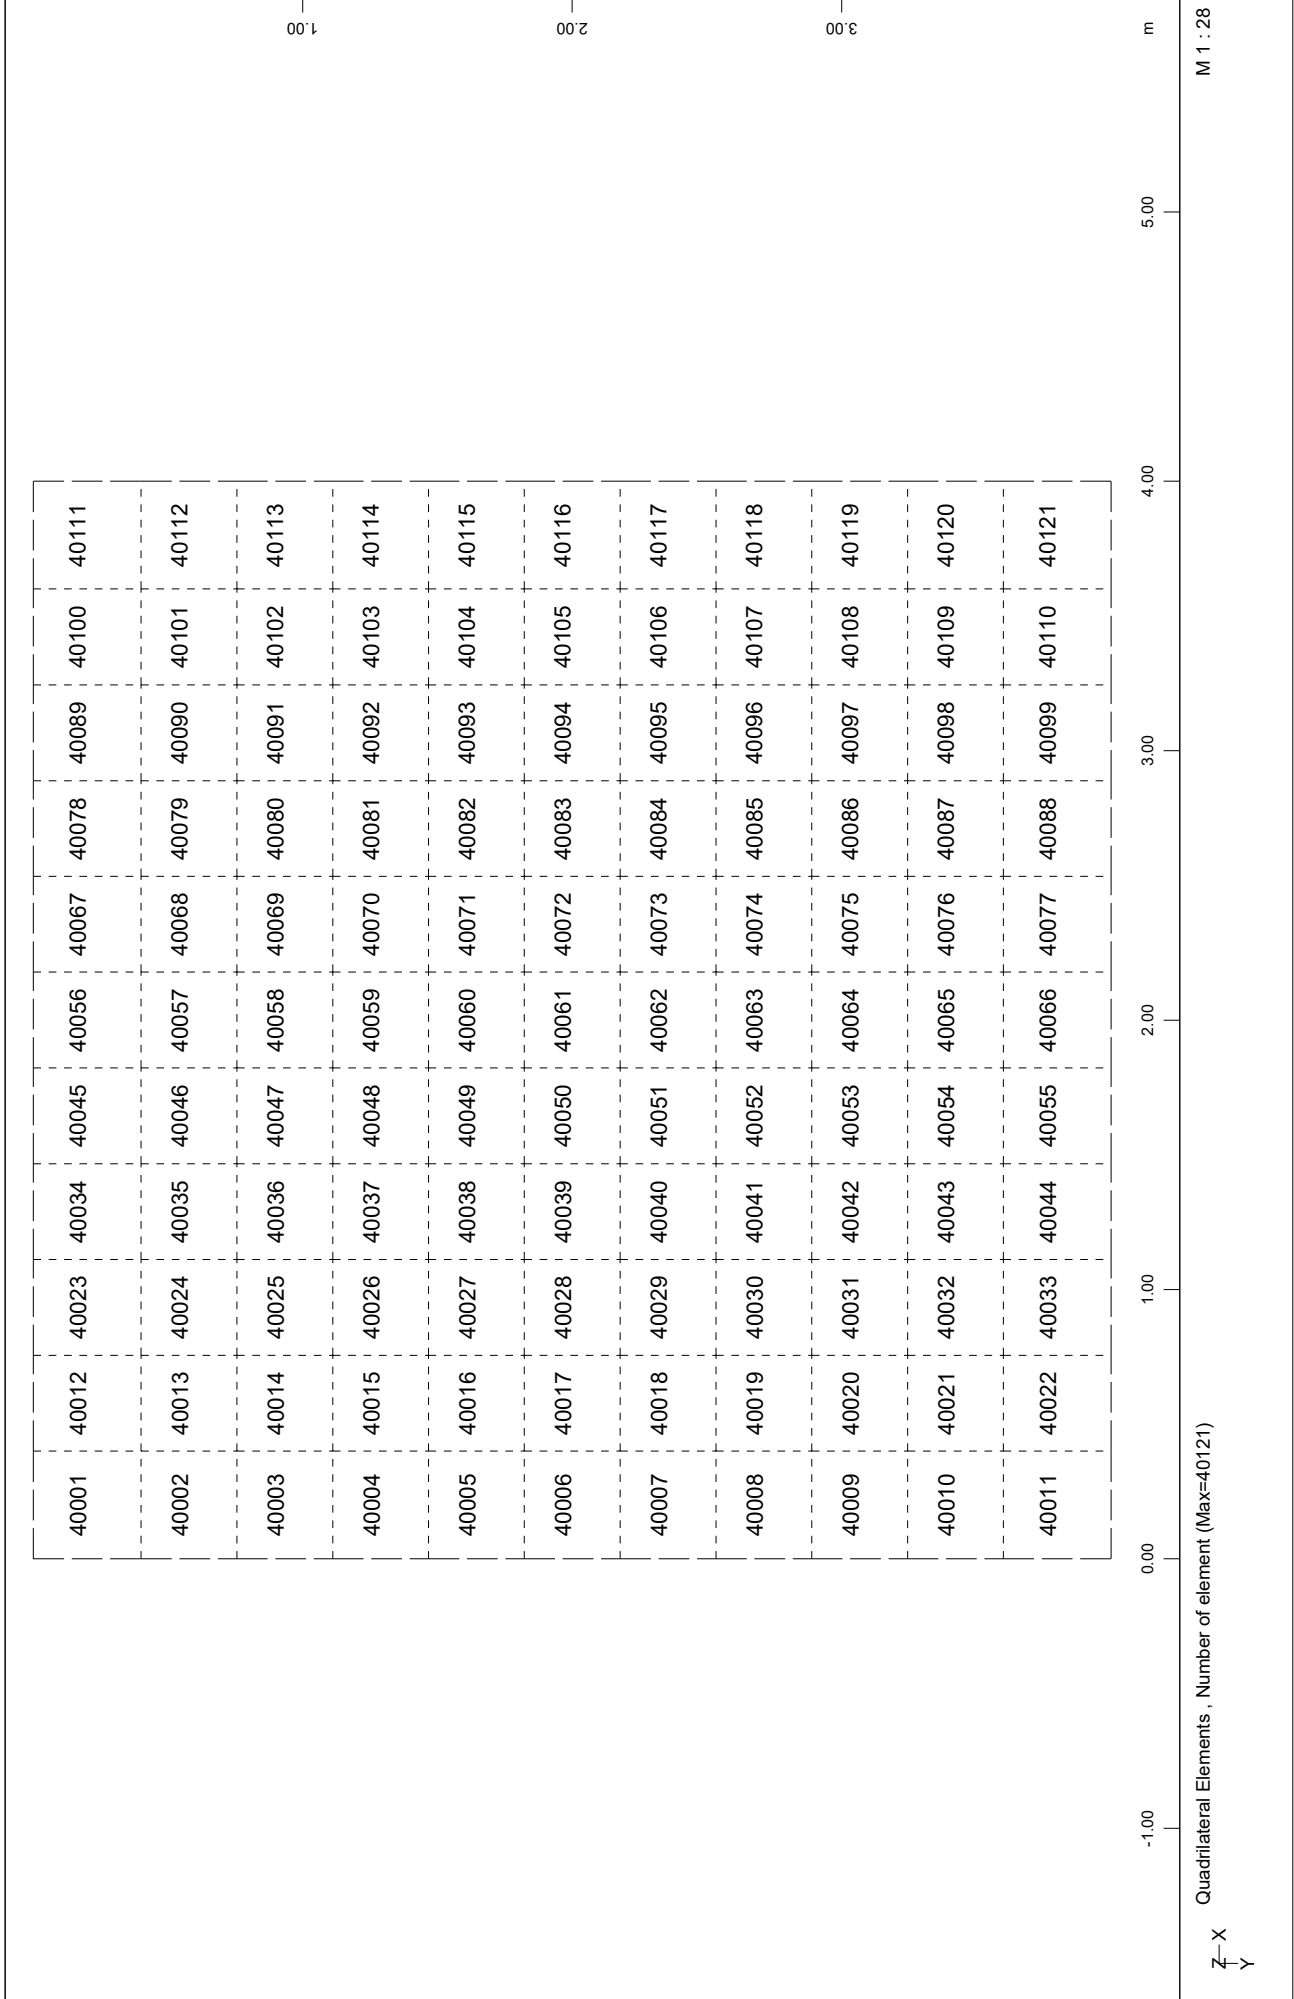 40001 40012 40023 40034 40045 40056 40067 40078 40089 40100 40111
40002 40013 40024 40035 40046 40057 40068 40079 40090 40101 40112
40003 40014 40025 40036 40047 40058 40069 40080 40091 40102 40113
1.00
40004 40015 40026 40037 40048 40059 40070 40081 40092 40103 40114
40005 40016 40027 40038 40049 40060 40071 40082 40093 40104 40115
40006 40017 40028 40039 40050 40061 40072 40083 40094 40105 40116
2.00
40007 40018 40029 40040 40051 40062 40073 40084 40095 40106 40117
40008 40019 40030 40041 40052 40063 40074 40085 40096 40107 40118
40009 40020 40031 40042 40053 40064 40075 40086 40097 40108 40119
3.00
40010 40021 40032 40043 40054 40065 40076 40087 40098 40109 40120
40011 40022 40033 40044 40055 40066 40077 40088 40099 40110 40121
-1.00 0.00 1.00 2.00 3.00 4.00 5.00 m
Quadrilateral Elements , Number of element (Max=40121) M 1 : 28
Z X
Y